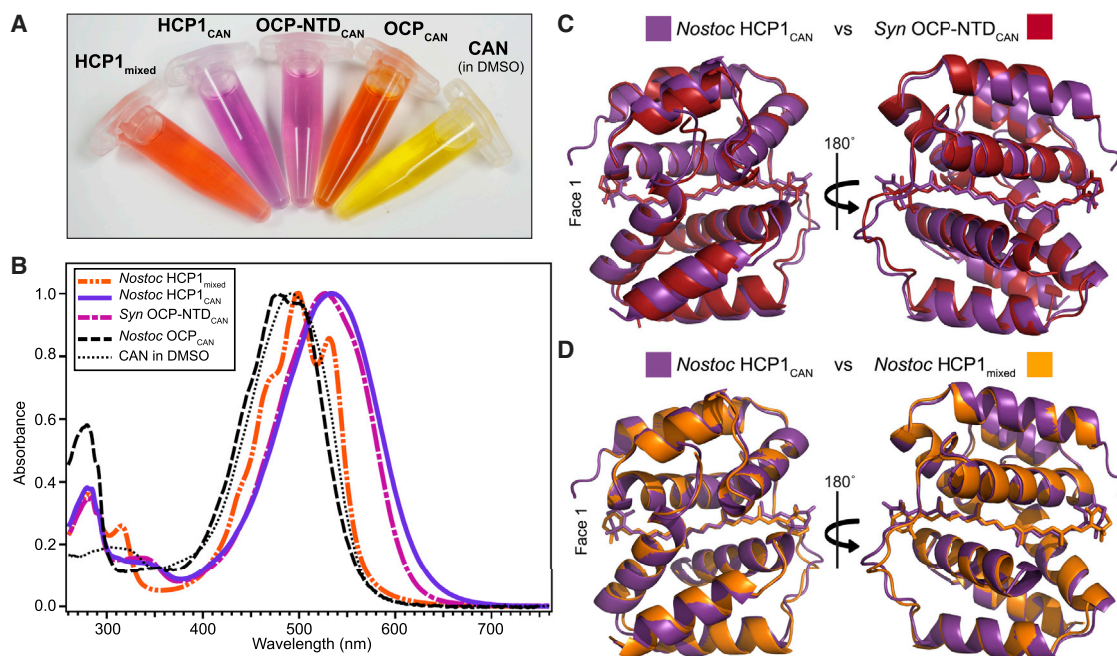 A
HCP1mixed
HCP1CAN
OCP-NTDCAN
OCPCAN
CAN
(in DMSO)
B
Nostoc HCP1mixed
Nostoc HCP1CAN
Syn OCP-NTDCAN
Nostoc OCPCAN
CAN in DMSO
1.0
0.8
0.6
0.4
0.2
0.0
Absorbance
300 400 500 600 700
Wavelength (nm)
C
Nostoc HCP1CAN vs Syn OCP-NTDCAN
Face 1
180°
D
Nostoc HCP1CAN vs Nostoc HCP1mixed
Face 1
180°